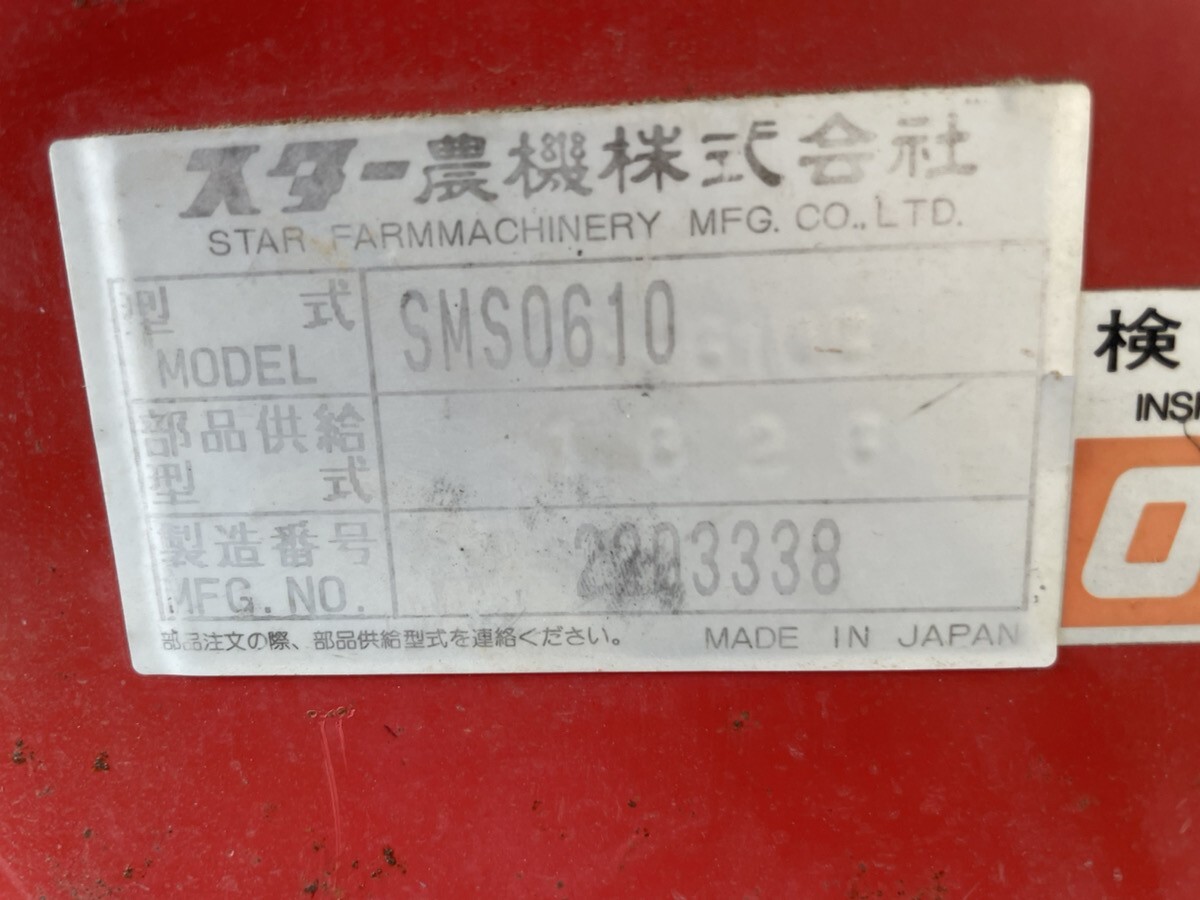 スター農機株式会社
STAR FARMMACHINERY MFG. CO., LTD.
型 式 SMS0610
MODEL
部品供給
型 式
製造番号 3338
MFG. NO.
部品注文の際、部品供給型式を連絡ください。 MADE IN JAPAN
検
INSP
O